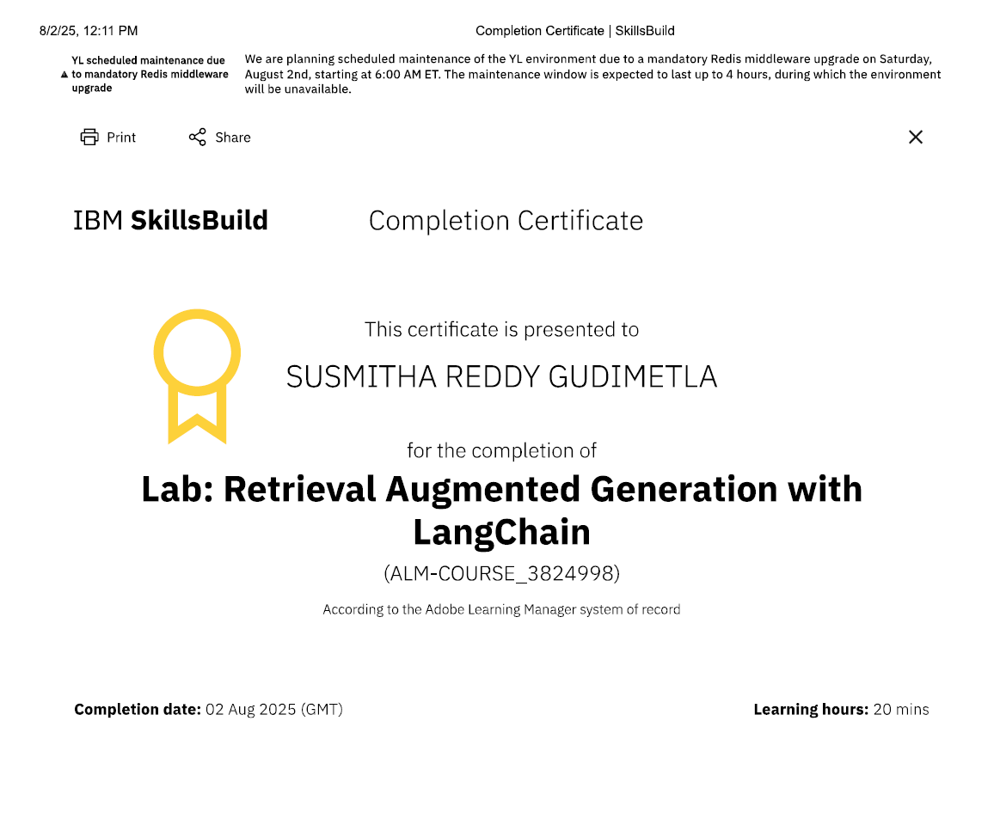 8/2/25, 12:11 PM
Completion Certificate | SkillsBuild
YL scheduled maintenance due
to mandatory Redis middleware
upgrade
We are planning scheduled maintenance of the YL environment due to a mandatory Redis middleware upgrade on Saturday,
August 2nd, starting at 6:00 AM ET. The maintenance window is expected to last up to 4 hours, during which the environment
will be unavailable.
Print
Share
IBM SkillsBuild
Completion Certificate
This certificate is presented to
SUSMITHA REDDY GUDIMETLA
for the completion of
Lab: Retrieval Augmented Generation with
LangChain
(ALM-COURSE_3824998)
According to the Adobe Learning Manager system of record
Completion date: 02 Aug 2025 (GMT)
Learning hours: 20 mins